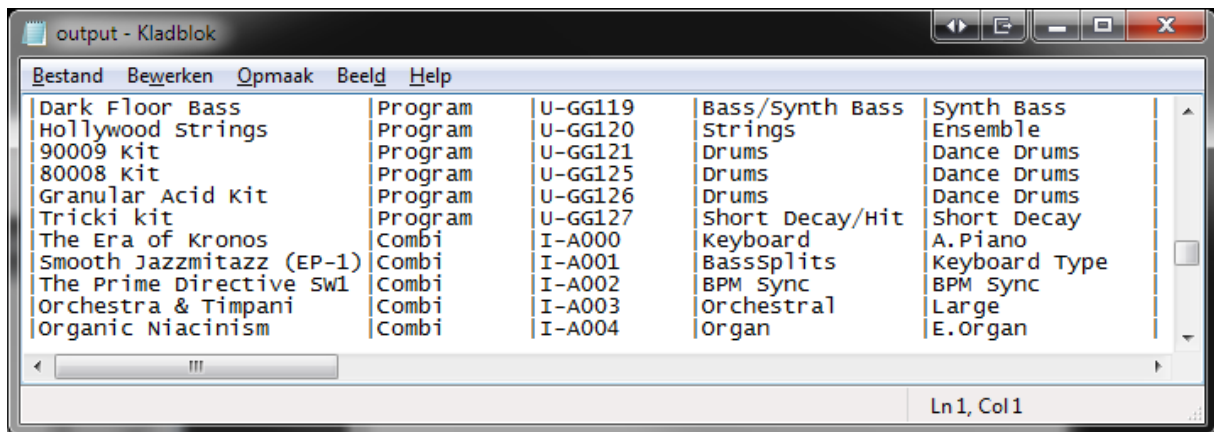 output - Kladblok
Bestand Bewerken Opmaak Beeld Help
|Dark Floor Bass |Program |U-GG119 |Bass/Synth Bass |Synth Bass |
|Hollywood Strings |Program |U-GG120 |Strings |Ensemble |
|90009 Kit |Program |U-GG121 |Drums |Dance Drums |
|80008 Kit |Program |U-GG125 |Drums |Dance Drums |
|Granular Acid Kit |Program |U-GG126 |Drums |Dance Drums |
|Tricki kit |Program |U-GG127 |Short Decay/Hit |Short Decay |
|The Era of Kronos |Combi |I-A000 |Keyboard |A.Piano |
|Smooth Jazzmitazz (EP-1)|Combi |I-A001 |BassSplits |Keyboard Type |
|The Prime Directive SW1 |Combi |I-A002 |BPM Sync |BPM Sync |
|Orchestra & Timpani |Combi |I-A003 |Orchestral |Large |
|Organic Niacinism |Combi |I-A004 |Organ |E.Organ |
Ln 1, Col 1